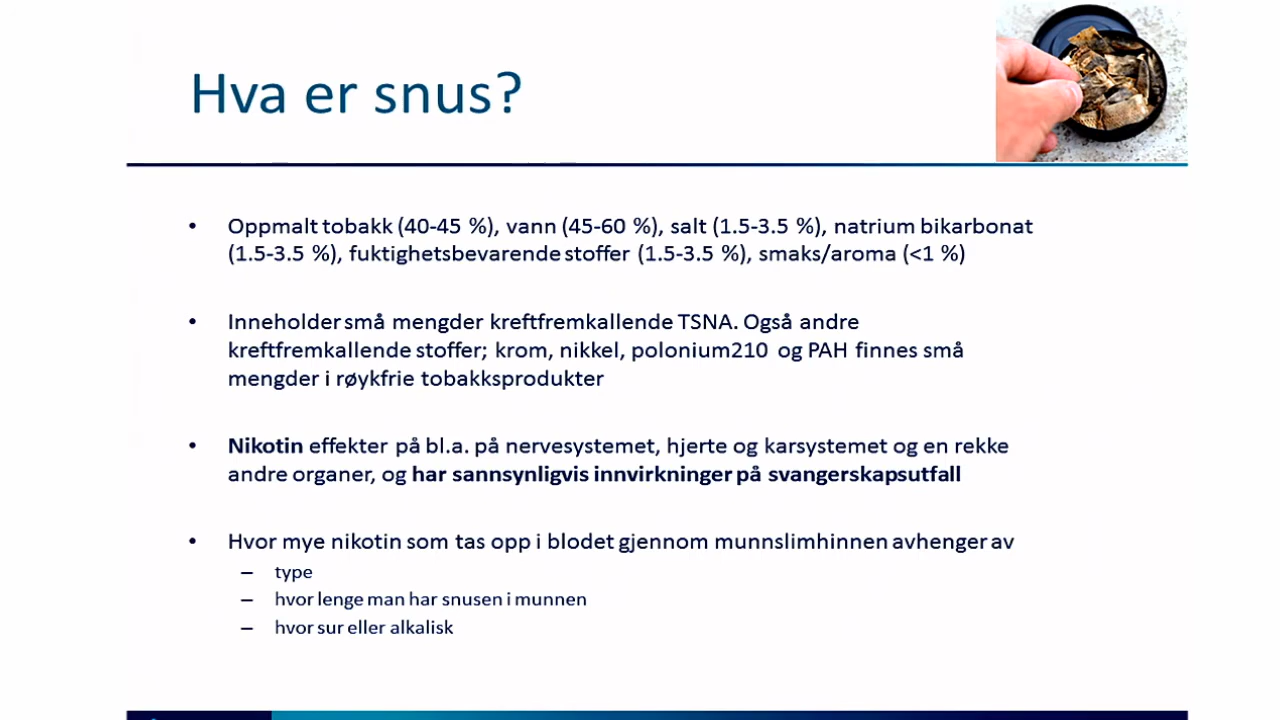 Hva er snus?
• Oppmalt tobakk (40-45 %), vann (45-60 %), salt (1.5-3.5 %), natrium bikarbonat
(1.5-3.5 %), fuktighetsbevarende stoffer (1.5-3.5 %), smaks/aroma (<1 %)
• Inneholder små mengder kreftfremkallende TSNA. Også andre
kreftfremkallende stoffer; krom, nikkel, polonium210 og PAH finnes små
mengder i røykfrie tobakksprodukter
• Nikotin effekter på bl.a. på nervesystemet, hjerte og karsystemet og en rekke
andre organer, og har sannsynligvis innvirkninger på svangerskapsutfall
• Hvor mye nikotin som tas opp i blodet gjennom munnslimhinnen avhenger av
– type
– hvor lenge man har snusen i munnen
– hvor sur eller alkalisk